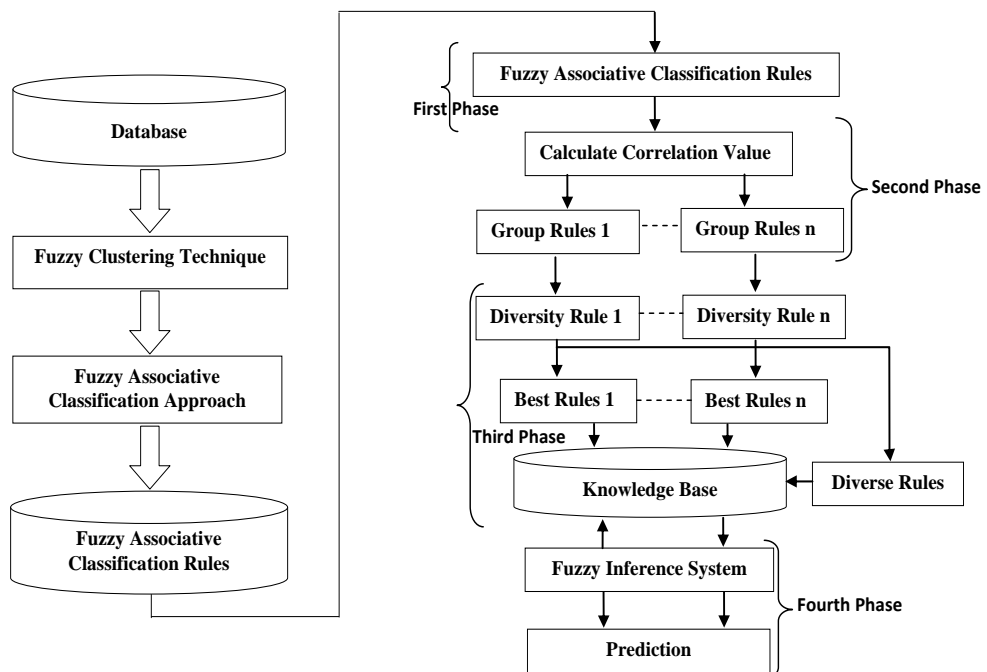 Database
Fuzzy Clustering Technique
Fuzzy Associative
Classification Approach
Fuzzy Associative
Classification Rules
Fuzzy Associative Classification Rules
First Phase
Calculate Correlation Value
Second Phase
Group Rules 1
Group Rules n
Diversity Rule 1
Diversity Rule n
Best Rules 1
Best Rules n
Third Phase
Knowledge Base
Diverse Rules
Fuzzy Inference System
Fourth Phase
Prediction